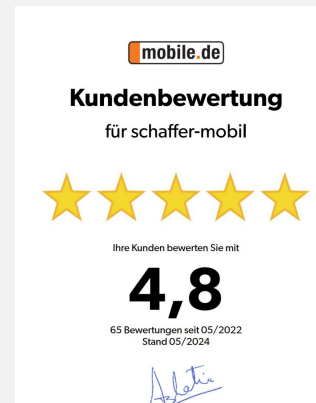 mobile.de
Kundenbewertung
für schaffer-mobil
Ihre Kunden bewerten Sie mit
4,8
65 Bewertungen seit 05/2022
Stand 05/2024